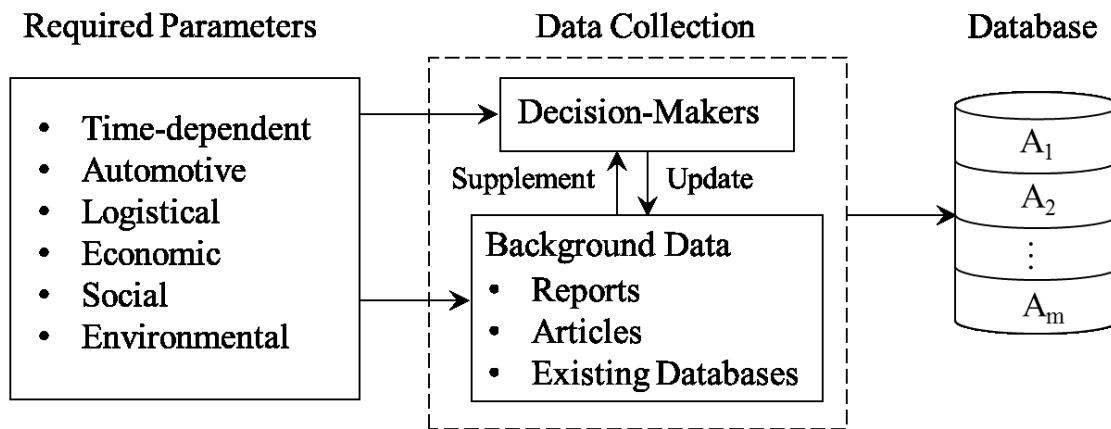 Required Parameters
Data Collection
Database
• Time-dependent
• Automotive
• Logistical
• Economic
• Social
• Environmental
Decision-Makers
Supplement
Update
Background Data
• Reports
• Articles
• Existing Databases
A₁
A₂
⋮
Aₘ